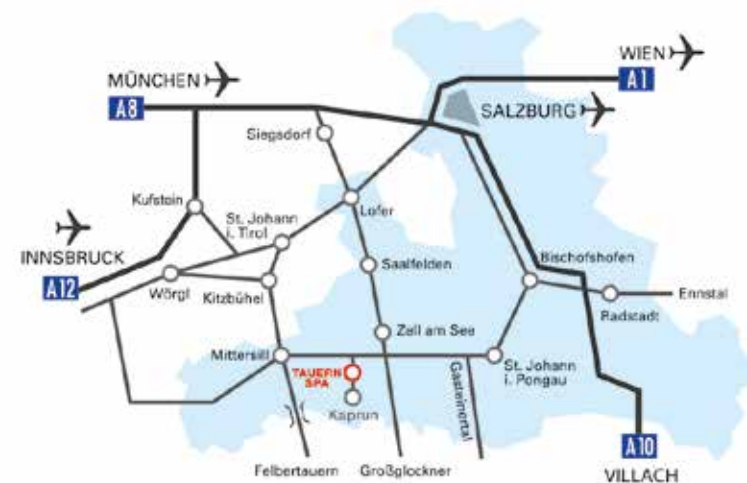 WIEN
A1
MÜNCHEN
A8
SALZBURG
Siegsdorf
Kufstein
St. Johann
i. Tirol
Lofer
INNSBRUCK
A12
Wörgl
Kitzbühel
Saalfelden
Bischofshofen
Ennstal
Radstadt
Zell am See
Mittersill
TAUERN
SPA
Kaprun
Gasteinertal
St. Johann
i. Pongau
Felbertauern
Großglockner
A10
VILLACH